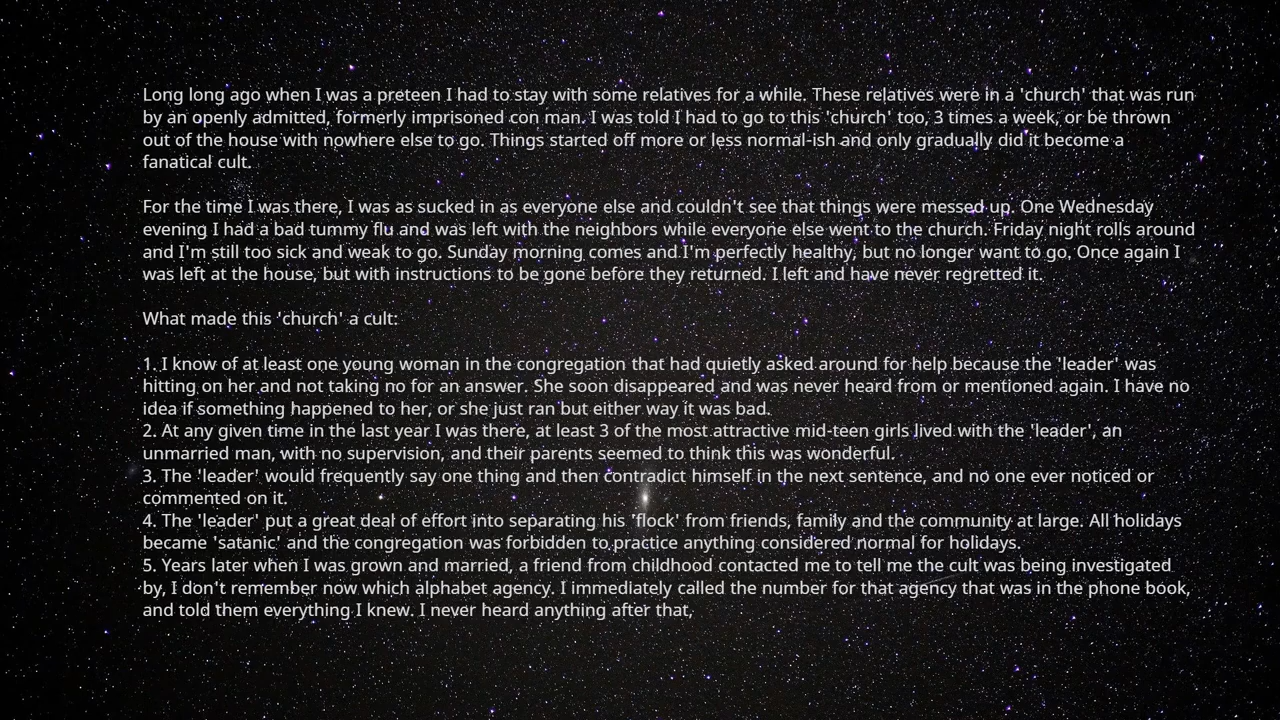 Long long ago when I was a preteen I had to stay with some relatives for a while. These relatives were in a 'church' that was run
by an openly admitted, formerly imprisoned con man. I was told I had to go to this 'church' too, 3 times a week, or be thrown
out of the house with nowhere else to go. Things started off more or less normal-ish and only gradually did it become a
fanatical cult.
For the time I was there, I was as sucked in as everyone else and couldn't see that things were messed up. One Wednesday
evening I had a bad tummy flu and was left with the neighbors while everyone else went to the church. Friday night rolls around
and I'm still too sick and weak to go. Sunday morning comes and I'm perfectly healthy, but no longer want to go. Once again I
was left at the house, but with instructions to be gone before they returned. I left and have never regretted it.
What made this 'church' a cult:
1. I know of at least one young woman in the congregation that had quietly asked around for help because the 'leader' was
hitting on her and not taking no for an answer. She soon disappeared and was never heard from or mentioned again. I have no
idea if something happened to her, or she just ran but either way it was bad.
2. At any given time in the last year I was there, at least 3 of the most attractive mid-teen girls lived with the 'leader', an
unmarried man, with no supervision, and their parents seemed to think this was wonderful.
3. The 'leader' would frequently say one thing and then contradict himself in the next sentence, and no one ever noticed or
commented on it.
4. The 'leader' put a great deal of effort into separating his 'flock' from friends, family and the community at large. All holidays
became 'satanic' and the congregation was forbidden to practice anything considered normal for holidays.
5. Years later when I was grown and married, a friend from childhood contacted me to tell me the cult was being investigated
by, I don't remember now which alphabet agency. I immediately called the number for that agency that was in the phone book,
and told them everything I knew. I never heard anything after that,